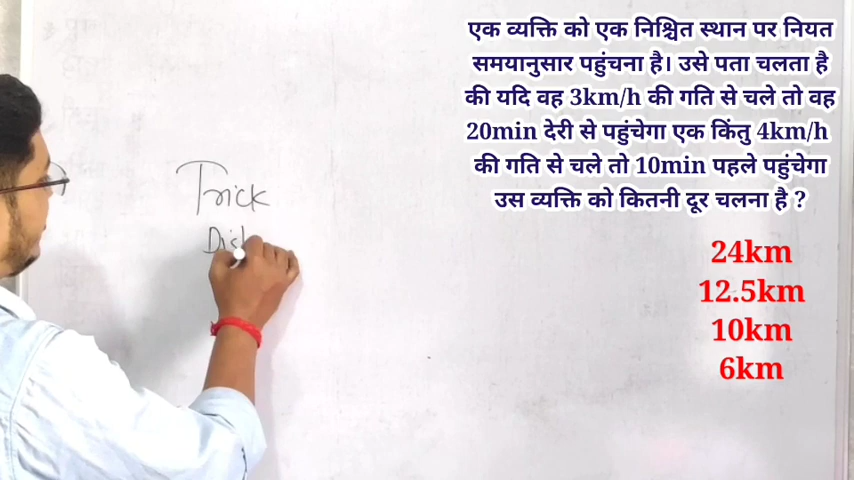 एक व्यक्ति को एक निश्चित स्थान पर नियत
समयानुसार पहुंचना है। उसे पता चलता है
की यदि वह 3km/h की गति से चले तो वह
20min देरी से पहुंचेगा एक किंतु 4km/h
की गति से चले तो 10min पहले पहुंचेगा
उस व्यक्ति को कितनी दूर चलना है ?
24km
12.5km
10km
6km
Trick